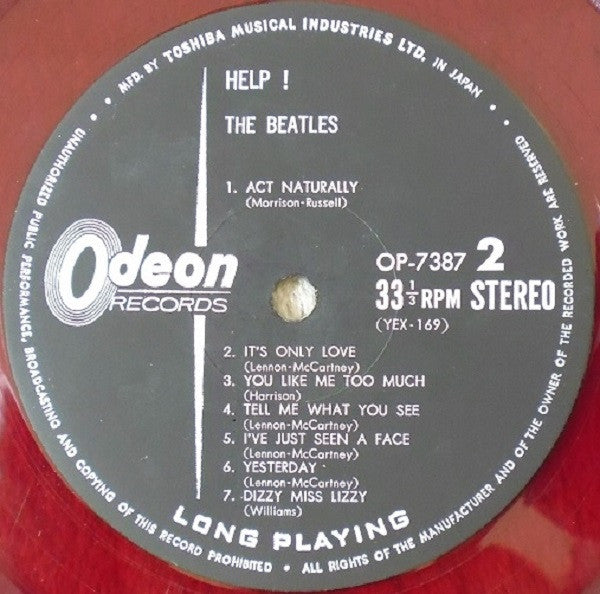 MFD. BY TOSHIBA MUSICAL INDUSTRIES LTD. IN JAPAN
HELP !
THE BEATLES
1. ACT NATURALLY
(Morrison-Russell)
Odeon
RECORDS
OP-7387 2
33 1/3 RPM STEREO
(YEX-169)
2. IT'S ONLY LOVE
(Lennon-McCartney)
3. YOU LIKE ME TOO MUCH
(Harrison)
4. TELL ME WHAT YOU SEE
(Lennon-McCartney)
5. I'VE JUST SEEN A FACE
(Lennon-McCartney)
6. YESTERDAY
(Lennon-McCartney)
7. DIZZY MISS LIZZY
(Williams)
LONG PLAYING
UNAUTHORIZED PUBLIC PERFORMANCE, BROADCASTING AND COPYING OF THIS RECORD PROHIBITED • ALL RIGHTS OF THE MANUFACTURER AND OF THE OWNER OF THE RECORDED WORK ARE RESERVED